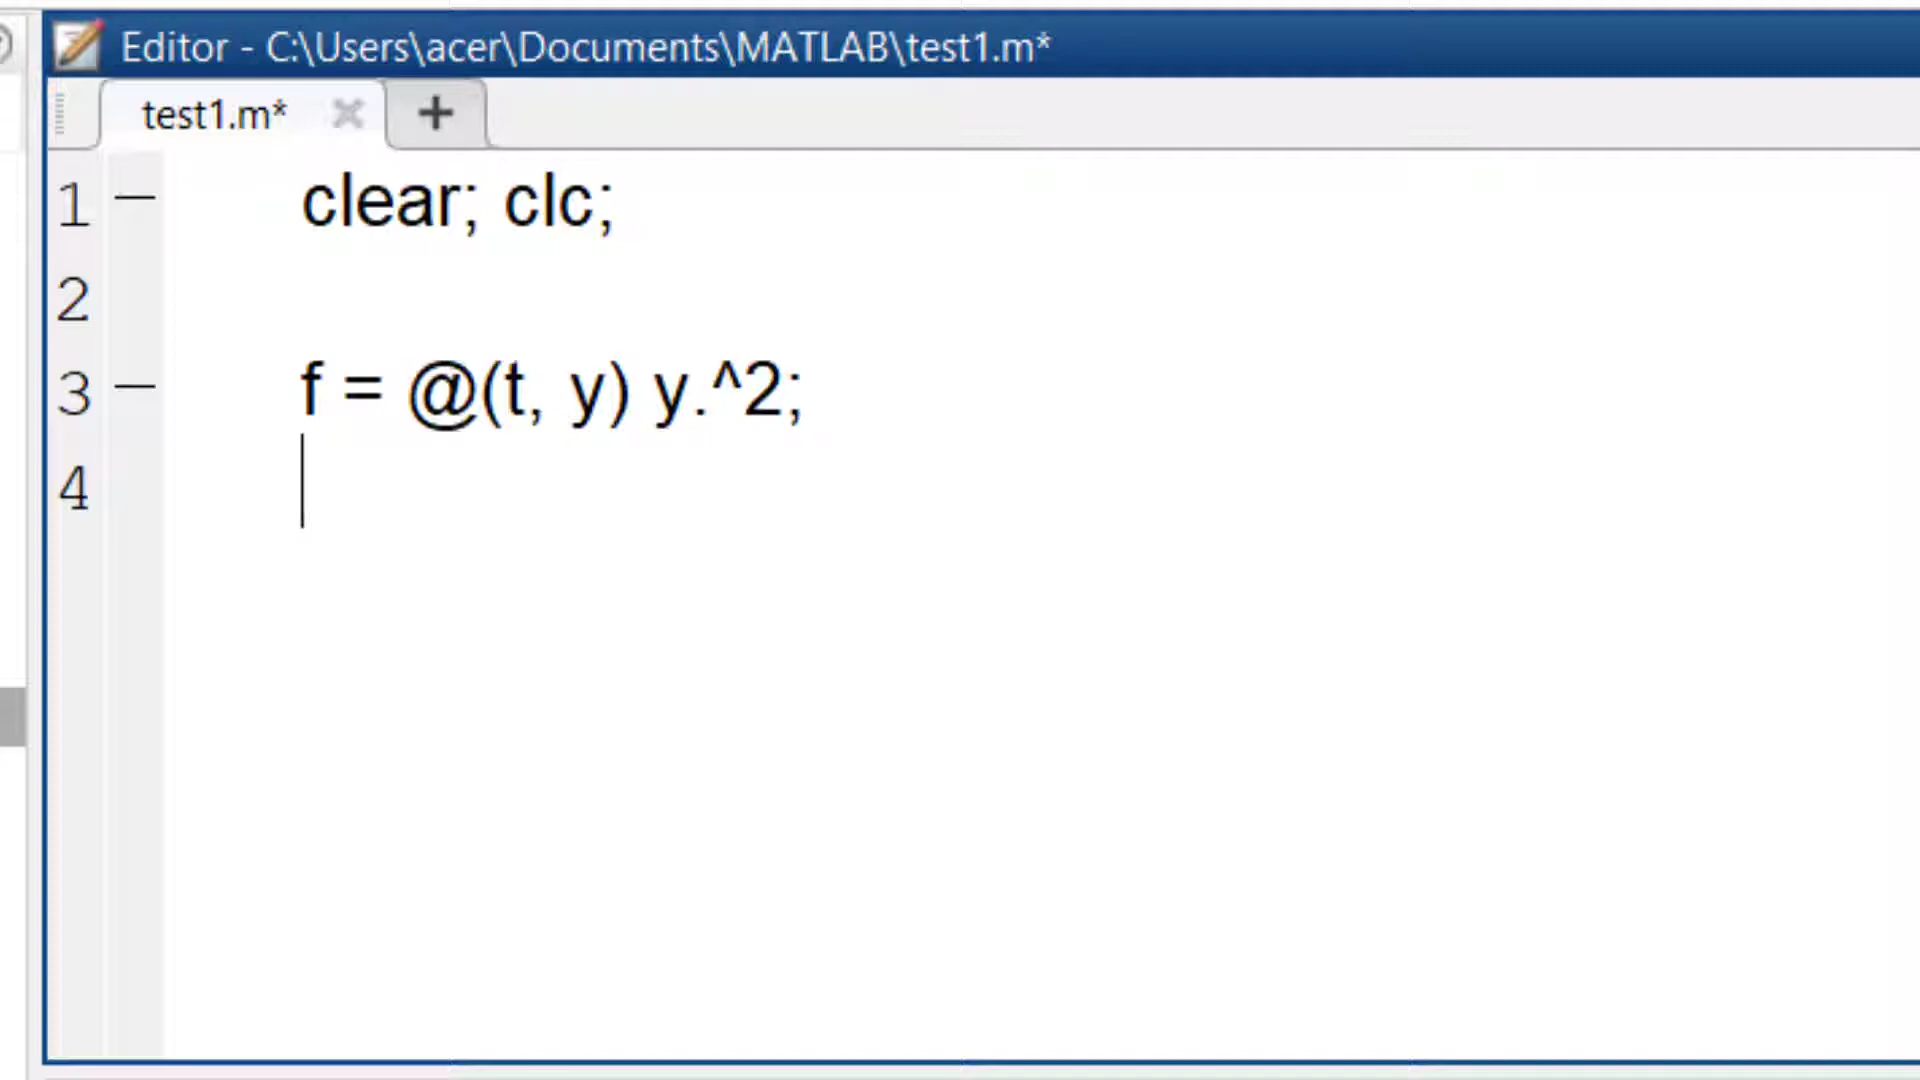 Editor - C:\Users\acer\Documents\MATLAB\test1.m*
test1.m* +
1 clear; clc;
2
3 f = @(t, y) y.^2;
4